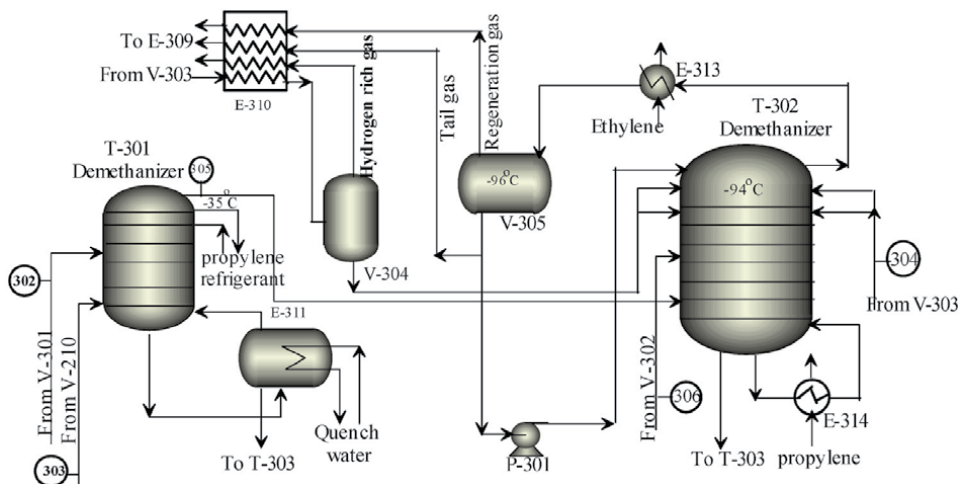 To E-309
From V-303
E-310
Hydrogen rich gas
Tail gas
Regeneration gas
E-313
Ethylene
T-302
Demethanizer
T-301
Demethanizer
305
-35°C
-96°C
V-305
-94°C
302
propylene
refrigerant
V-304
304
From V-303
E-311
From V-301
From V-210
Quench
water
From V-302
306
E-314
303
To T-303
P-301
To T-303
propylene